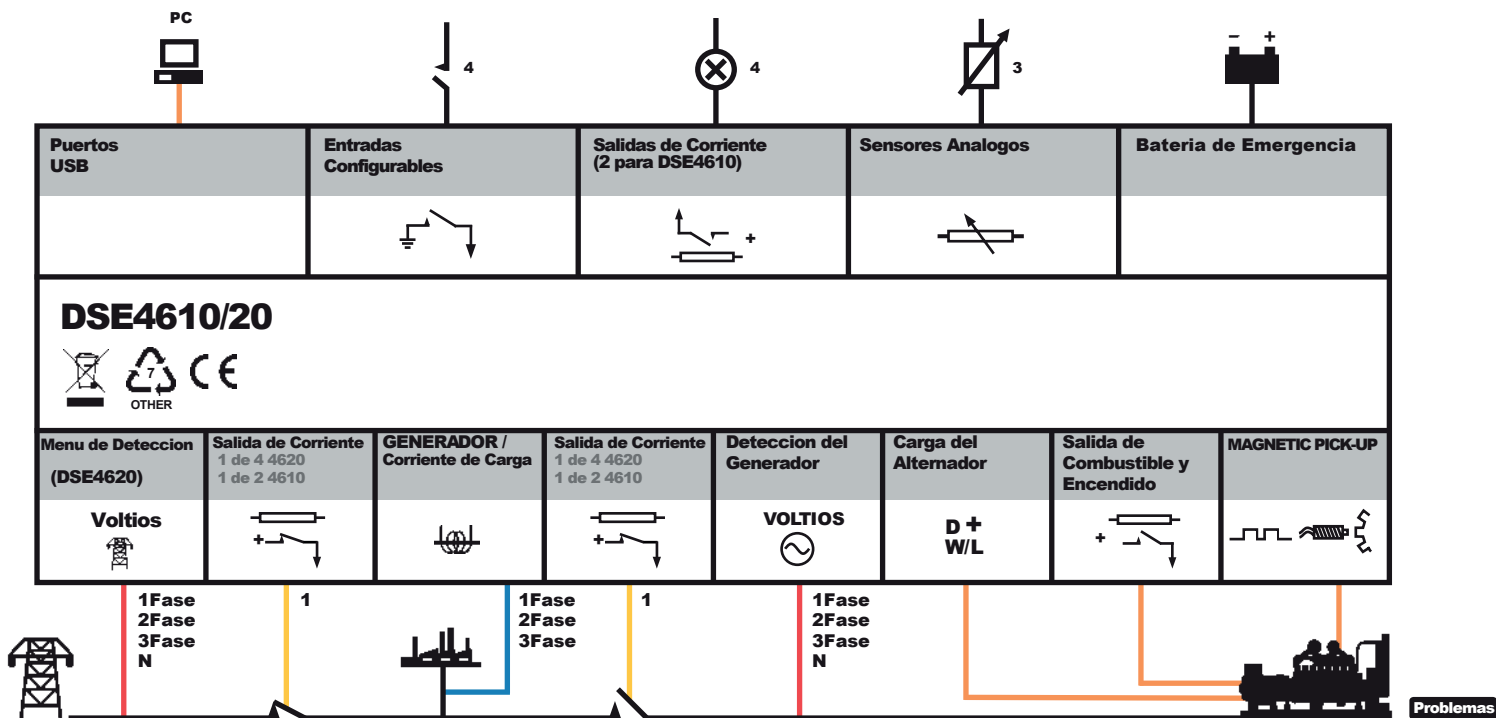 PC
4
4
3
- +
Puertos
USB
Entradas
Configurables
Salidas de Corriente
(2 para DSE4610)
Sensores Analogos
Bateria de Emergencia
+
DSE4610/20
7
OTHER
CE
Menu de Deteccion
(DSE4620)
Salida de Corriente
1 de 4 4620
1 de 2 4610
GENERADOR /
Corriente de Carga
Salida de Corriente
1 de 4 4620
1 de 2 4610
Deteccion del
Generador
Carga del
Alternador
Salida de
Combustible y
Encendido
MAGNETIC PICK-UP
Voltios
+
+
VOLTIOS
D +
W/L
+
1Fase
2Fase
3Fase
N
1
1Fase
2Fase
3Fase
1
1Fase
2Fase
3Fase
N
Problemas